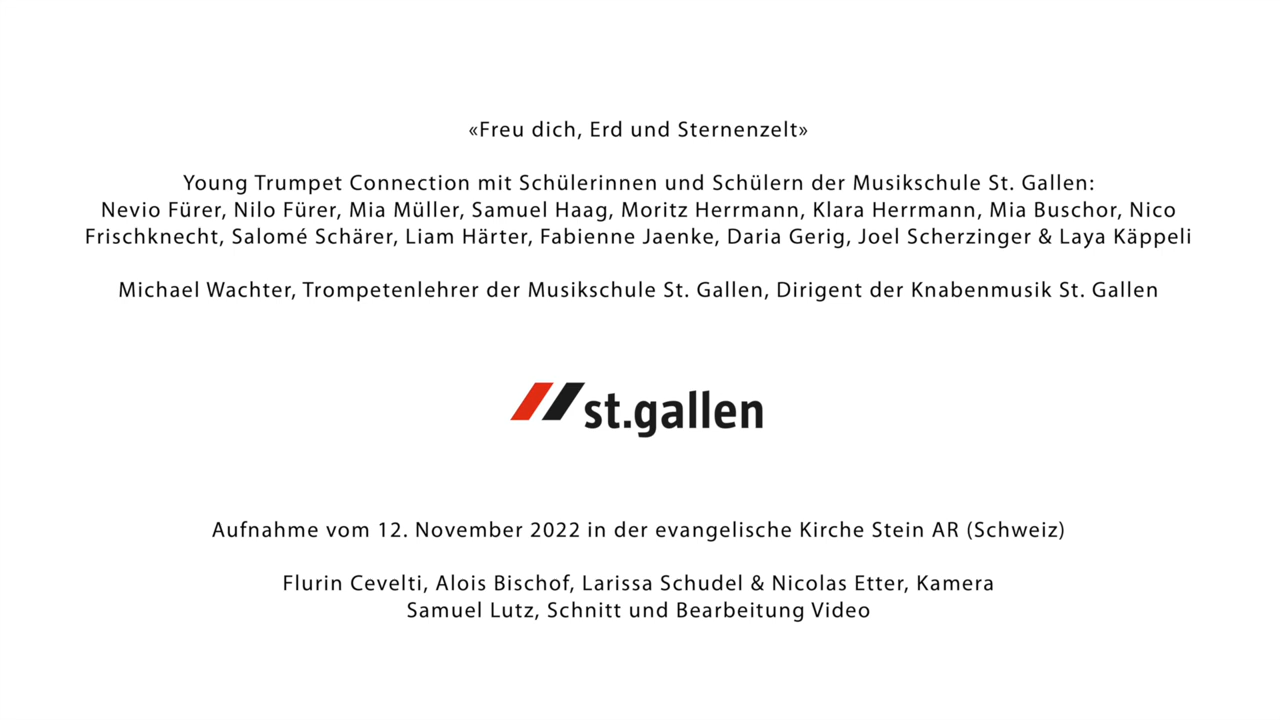 «Freu dich, Erd und Sternenzelt»
Young Trumpet Connection mit Schülerinnen und Schülern der Musikschule St. Gallen:
Nevio Fürer, Nilo Fürer, Mia Müller, Samuel Haag, Moritz Herrmann, Klara Herrmann, Mia Buschor, Nico
Frischknecht, Salomé Schärer, Liam Härter, Fabienne Jaenke, Daria Gerig, Joel Scherzinger & Laya Käppeli
Michael Wachter, Trompetenlehrer der Musikschule St. Gallen, Dirigent der Knabenmusik St. Gallen
st.gallen
Aufnahme vom 12. November 2022 in der evangelische Kirche Stein AR (Schweiz)
Flurin Cevelti, Alois Bischof, Larissa Schudel & Nicolas Etter, Kamera
Samuel Lutz, Schnitt und Bearbeitung Video